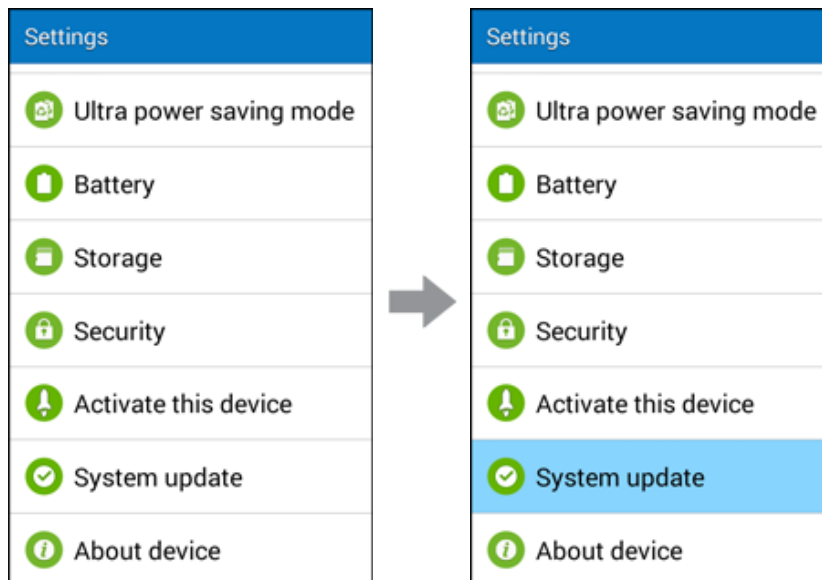 Settings
Ultra power saving mode
Battery
Storage
Security
Activate this device
System update
About device
Settings
Ultra power saving mode
Battery
Storage
Security
Activate this device
System update
About device